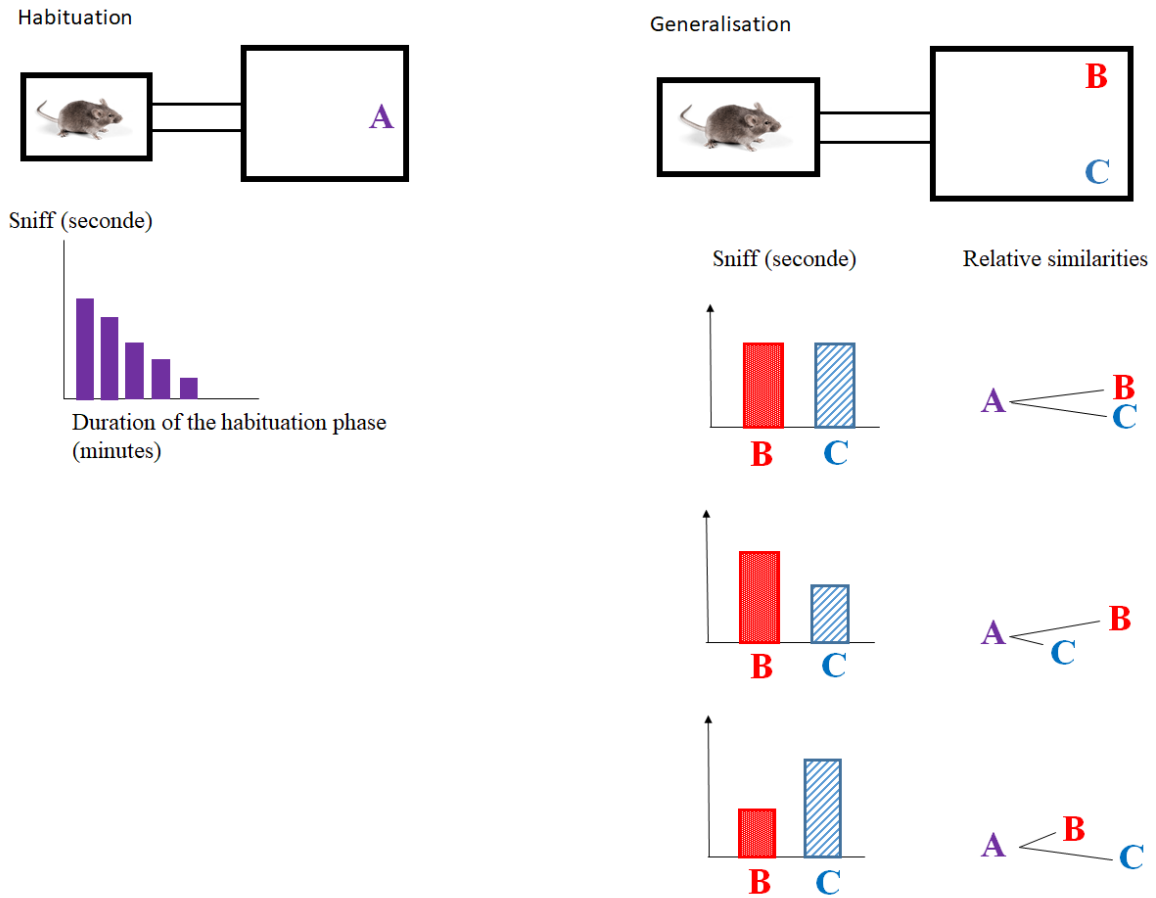 Habituation
A
Sniff (seconde)
Duration of the habituation phase
(minutes)
Generalisation
B
C
Sniff (seconde)
Relative similarities
B C
A B
C
B C
A B
C
B C
A B
C